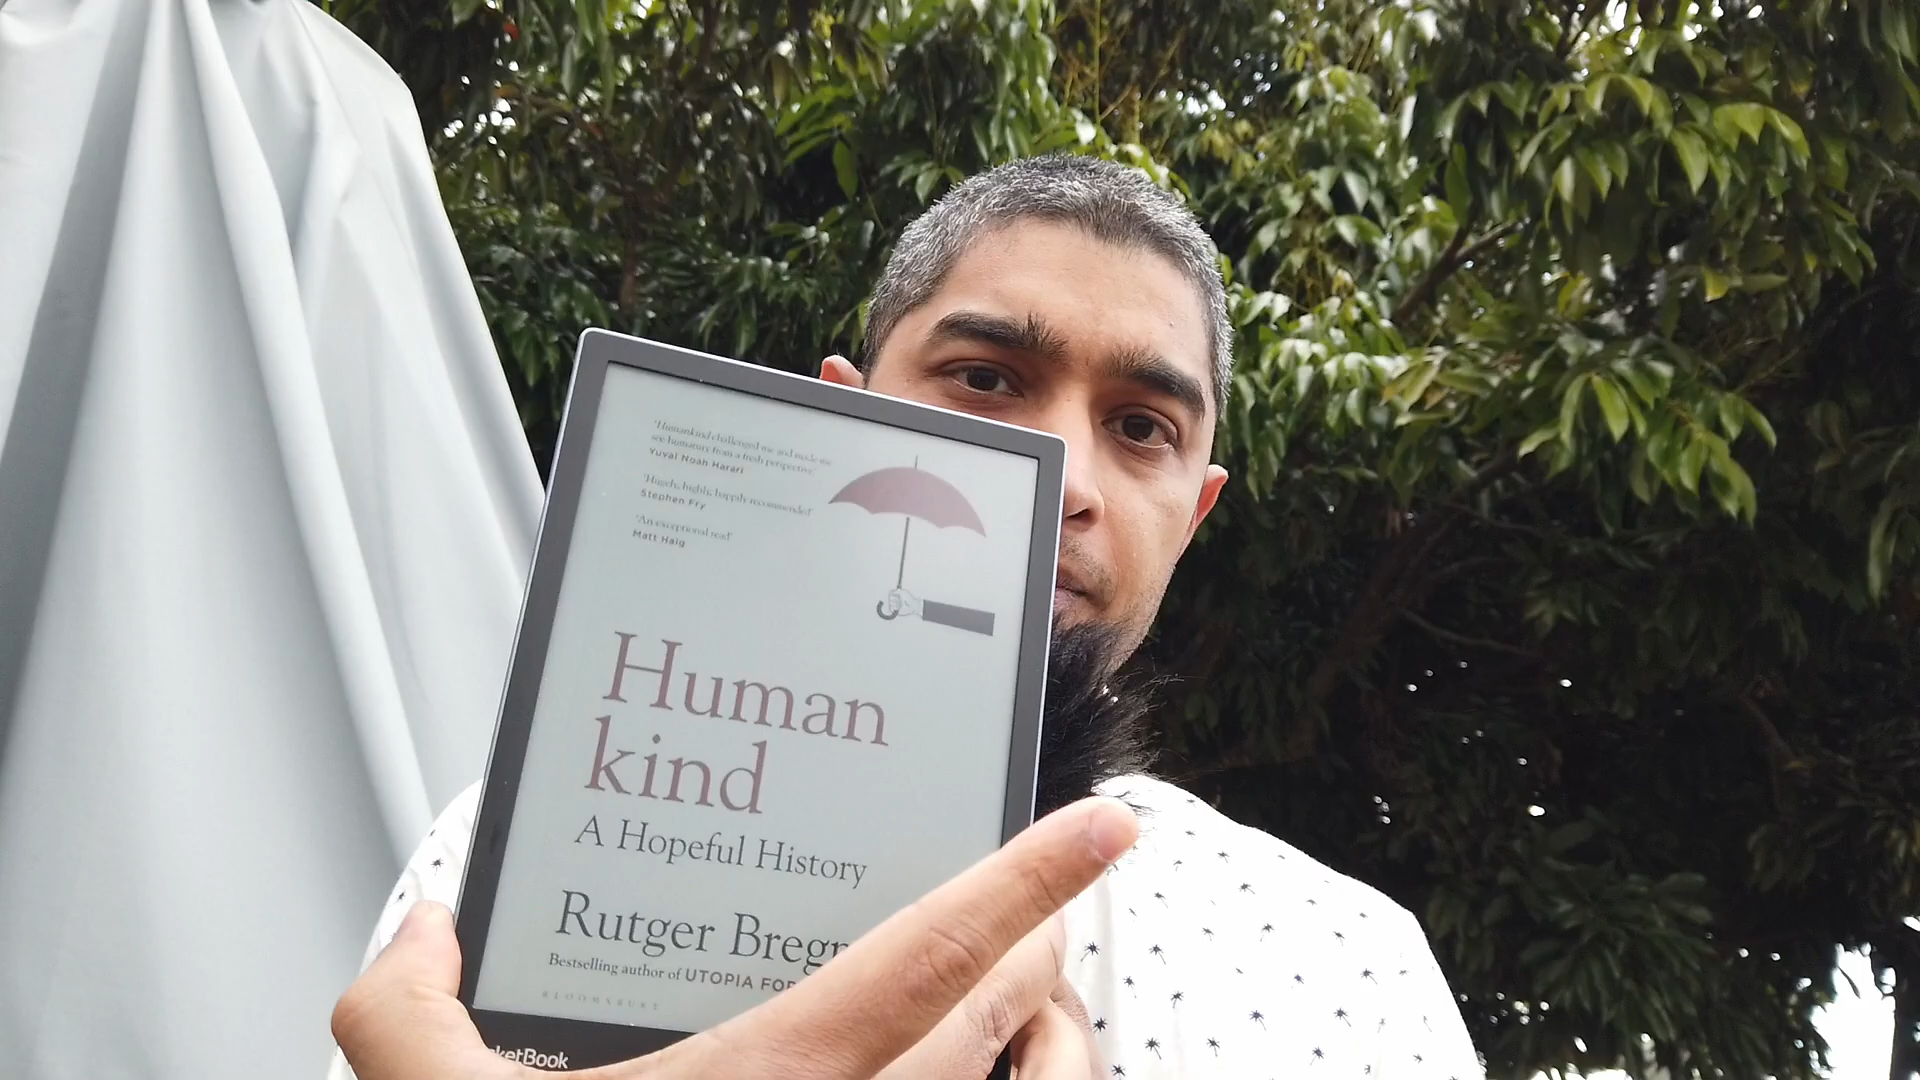 'Humankind challenged me and made me
see humanity from a fresh perspective'
Yuval Noah Harari
'Hugely, highly, happily recommended'
Stephen Fry
'An exceptional read'
Matt Haig
Human
kind
A Hopeful History
Rutger Breg
Bestselling author of UTOPIA FOR
BLOOMSBURY
ketBook